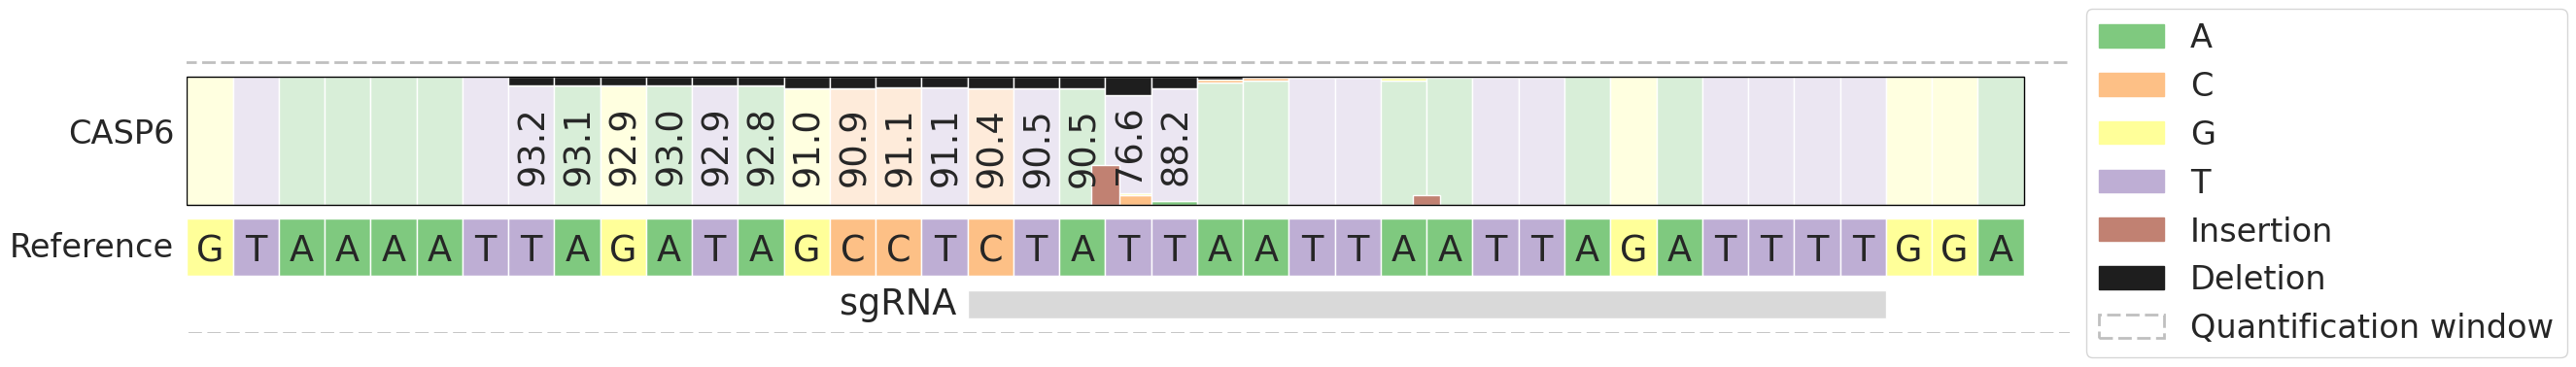 CASP6 93.2 93.1 92.9 93.0 92.9 92.8 91.0 90.9 91.1 91.1 90.4 90.5 90.5 76.6 88.2
Reference G T A A A A T T A G A T A G C C T C T A T T A A T T A A T T A G A T T T T G G A
sgRNA
A
C
G
T
Insertion
Deletion
Quantification window